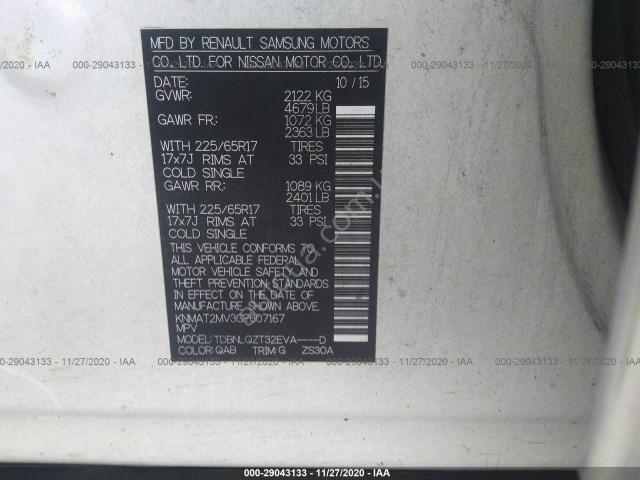 MFD BY RENAULT SAMSUNG MOTORS
CO., LTD. FOR NISSAN MOTOR CO., LTD.
DATE: 10 / 15
GVWR: 2122 KG
4679 LB
GAWR FR: 1072 KG
2363 LB
WITH 225/65R17 TIRES
17x7J RIMS AT 33 PSI
COLD SINGLE
GAWR RR: 1089 KG
2401 LB
WITH 225/65R17 TIRES
17x7J RIMS AT 33 PSI
COLD SINGLE
THIS VEHICLE CONFORMS TO
ALL APPLICABLE FEDERAL
MOTOR VEHICLE SAFETY AND
THEFT PREVENTION STANDARDS
IN EFFECT ON THE DATE OF
MANUFACTURE SHOWN ABOVE.
KNMAT2MV3GP607167
MPV
MODEL: TDBNLQZT32EVA----D
COLOR: QAB TRIM: G ZS30A
000-29043133 - 11/27/2020 - IAA